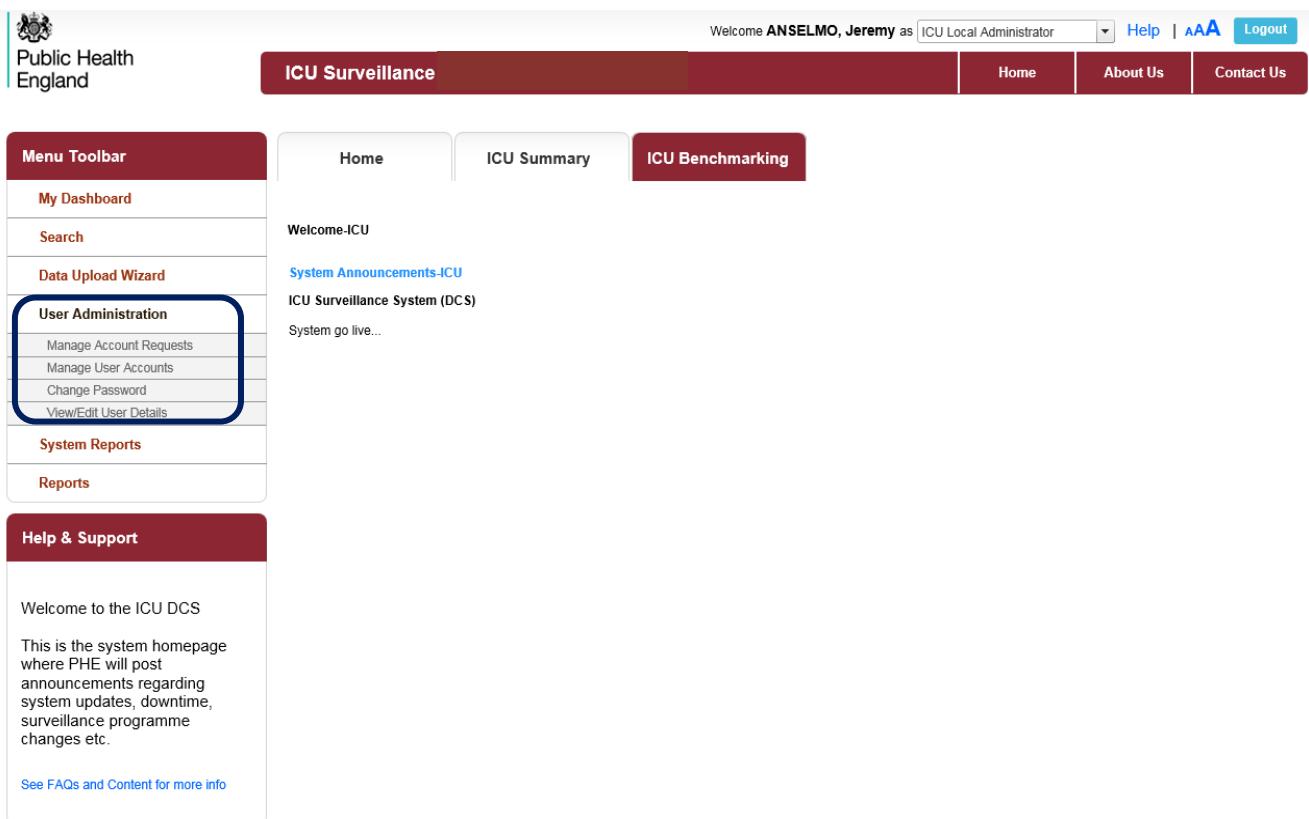 Public Health
England
Welcome ANSELMO, Jeremy as ICU Local Administrator Help | AAA Logout
ICU Surveillance Home About Us Contact Us
Menu Toolbar
My Dashboard
Search
Data Upload Wizard
User Administration
Manage Account Requests
Manage User Accounts
Change Password
View/Edit User Details
System Reports
Reports
Home ICU Summary ICU Benchmarking
Welcome-ICU
System Announcements-ICU
ICU Surveillance System (DCS)
System go live...
Help & Support
Welcome to the ICU DCS
This is the system homepage
where PHE will post
announcements regarding
system updates, downtime,
surveillance programme
changes etc.
See FAQs and Content for more info